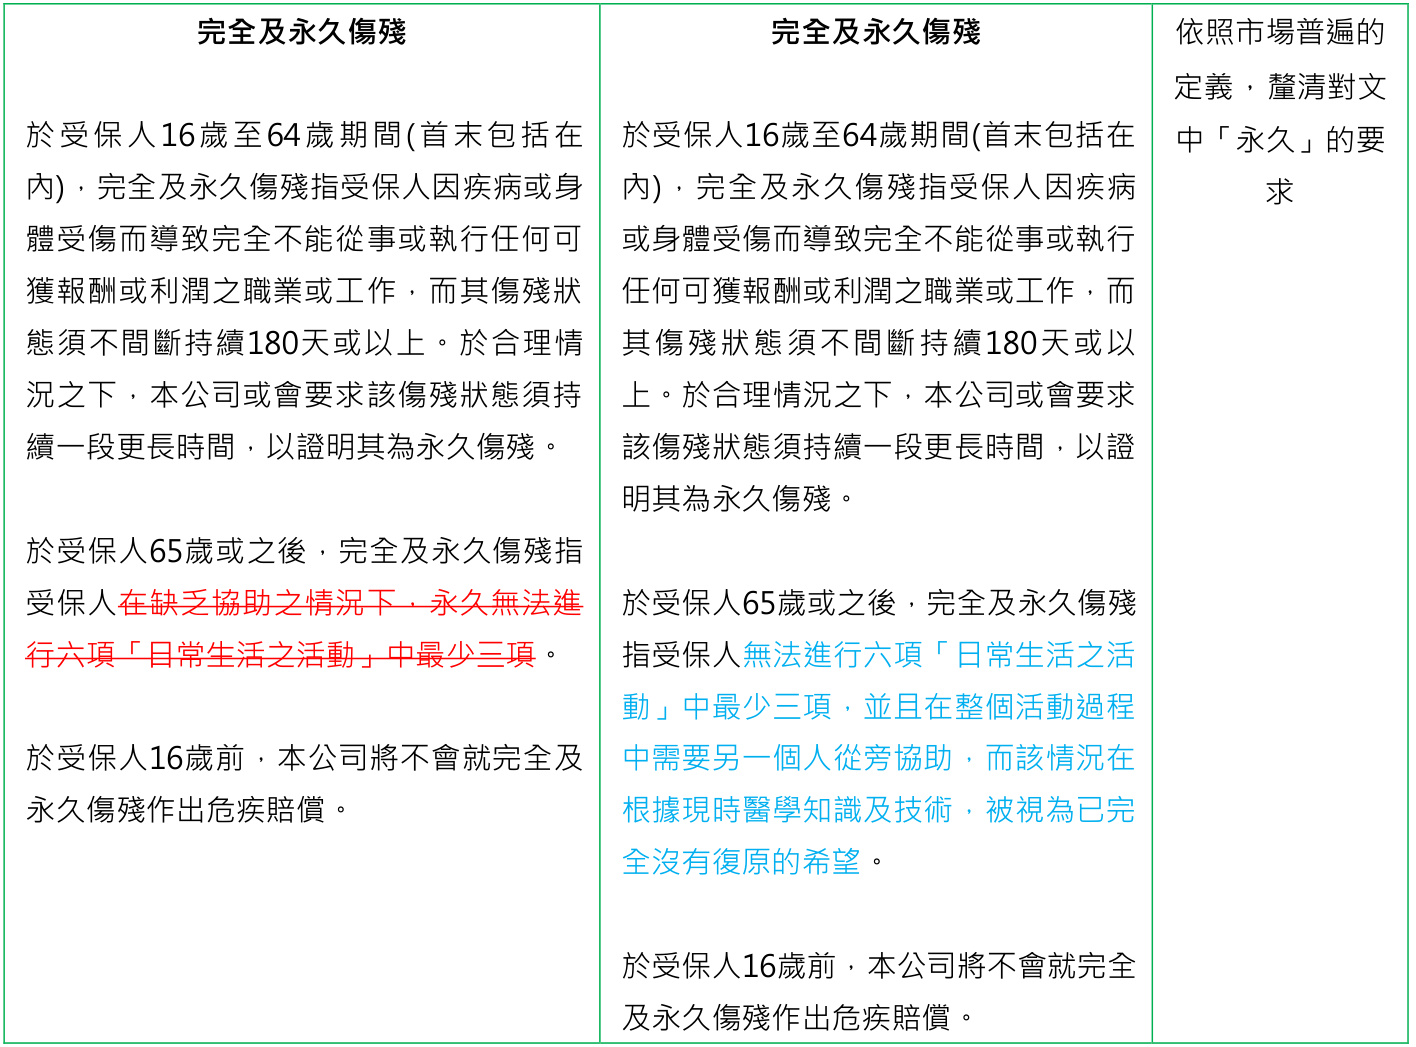 完全及永久傷殘
於受保人16歲至64歲期間(首末包括在
內)，完全及永久傷殘指受保人因疾病或身
體受傷而導致完全不能從事或執行任何可
獲報酬或利潤之職業或工作，而其傷殘狀
態須不間斷持續180天或以上。於合理情
況之下，本公司或會要求該傷殘狀態須持
續一段更長時間，以證明其為永久傷殘。
於受保人65歲或之後，完全及永久傷殘指
受保人在缺乏協助之情況下，永久無法進
行六項「日常生活之活動」中最少三項。
於受保人16歲前，本公司將不會就完全及
永久傷殘作出危疾賠償。
完全及永久傷殘
於受保人16歲至64歲期間(首末包括在
內)，完全及永久傷殘指受保人因疾病
或身體受傷而導致完全不能從事或執行
任何可獲報酬或利潤之職業或工作，而
其傷殘狀態須不間斷持續180天或以
上。於合理情況之下，本公司或會要求
該傷殘狀態須持續一段更長時間，以證
明其為永久傷殘。
於受保人65歲或之後，完全及永久傷殘
指受保人無法進行六項「日常生活之活
動」中最少三項，並且在整個活動過程
中需要另一個人從旁協助，而該情況在
根據現時醫學知識及技術，被視為已完
全沒有復原的希望。
於受保人16歲前，本公司將不會就完全
及永久傷殘作出危疾賠償。
依照市場普遍的
定義，釐清對文
中「永久」的要
求